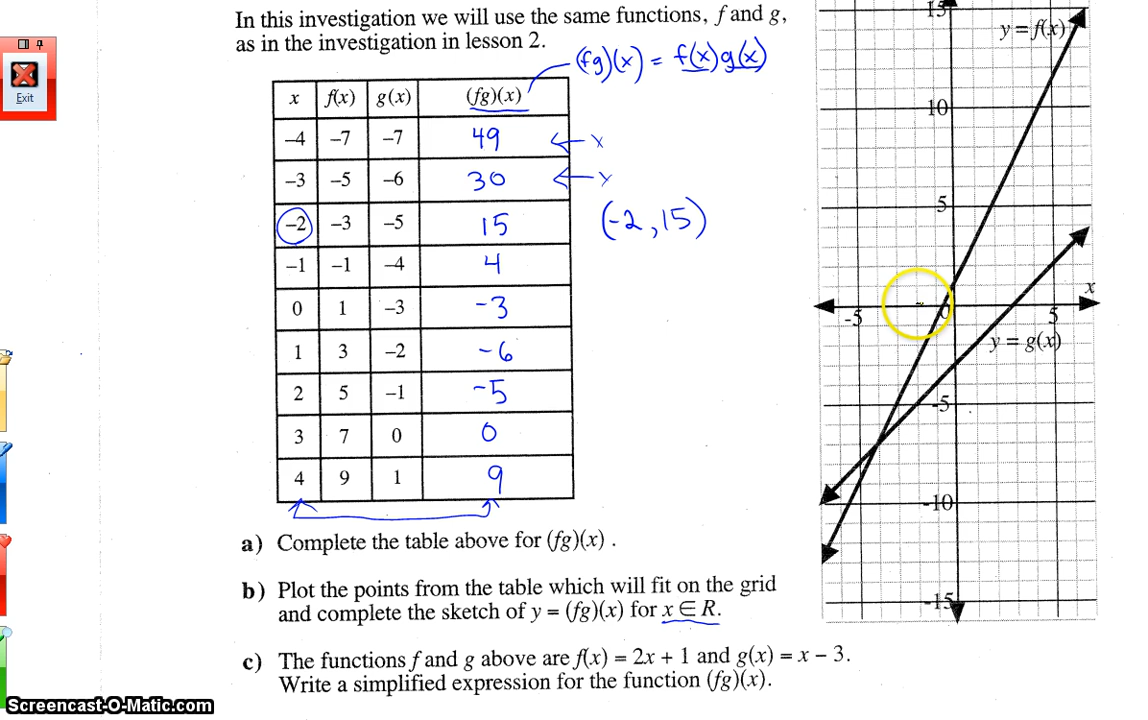 In this investigation we will use the same functions, f and g,
as in the investigation in lesson 2.
(fg)(x) = f(x)g(x)
Exit
x f(x) g(x) (fg)(x)
−4 −7 −7 49 ← x
−3 −5 −6 30 ← y
−2 −3 −5 15 (-2, 15)
−1 −1 −4 4
0 1 −3 -3
1 3 −2 -6
2 5 −1 -5
3 7 0 0
4 9 1 9
a) Complete the table above for (fg)(x) .
b) Plot the points from the table which will fit on the grid
and complete the sketch of y = (fg)(x) for x ∈ R.
c) The functions f and g above are f(x) = 2x + 1 and g(x) = x − 3.
Write a simplified expression for the function (fg)(x).
15
y = f(x)
10
5
x
-5 0 5
y = g(x)
-5
-10
-15
Screencast-O-Matic.com